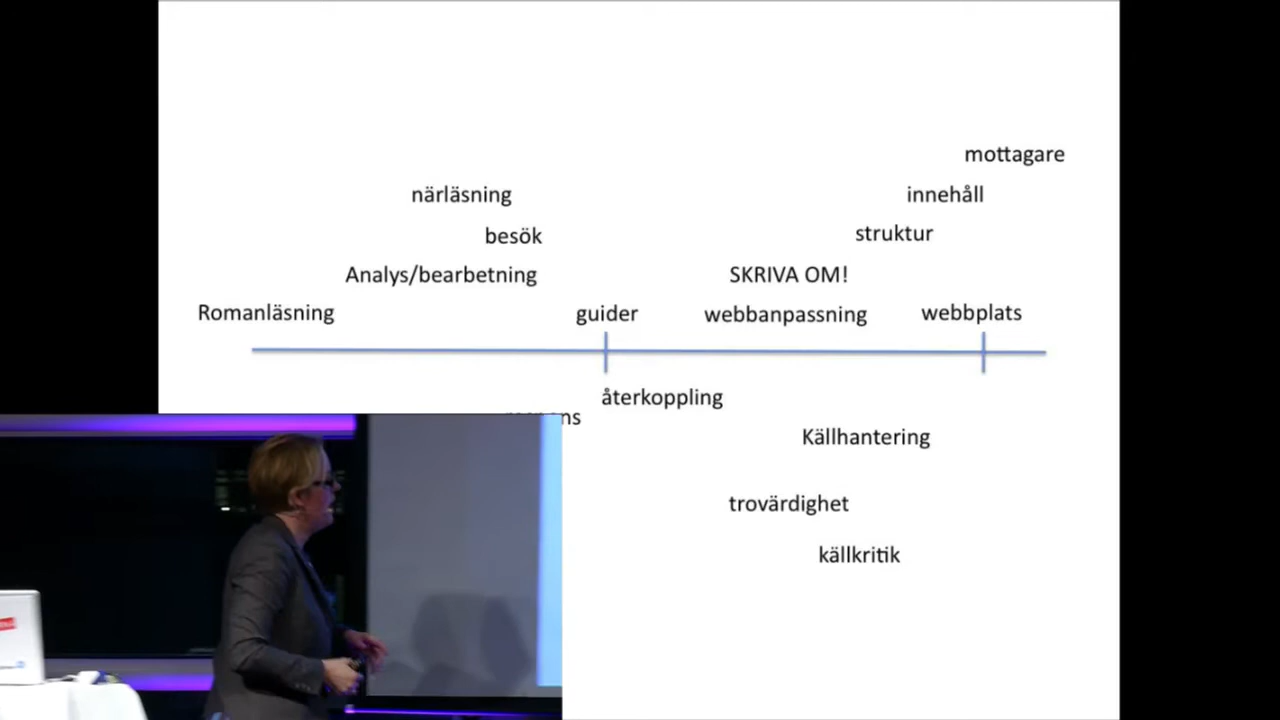 mottagare
närläsning
innehåll
besök
struktur
Analys/bearbetning
SKRIVA OM!
Romanläsning
guider
webbanpassning
webbplats
återkoppling
Källhantering
trovärdighet
källkritik